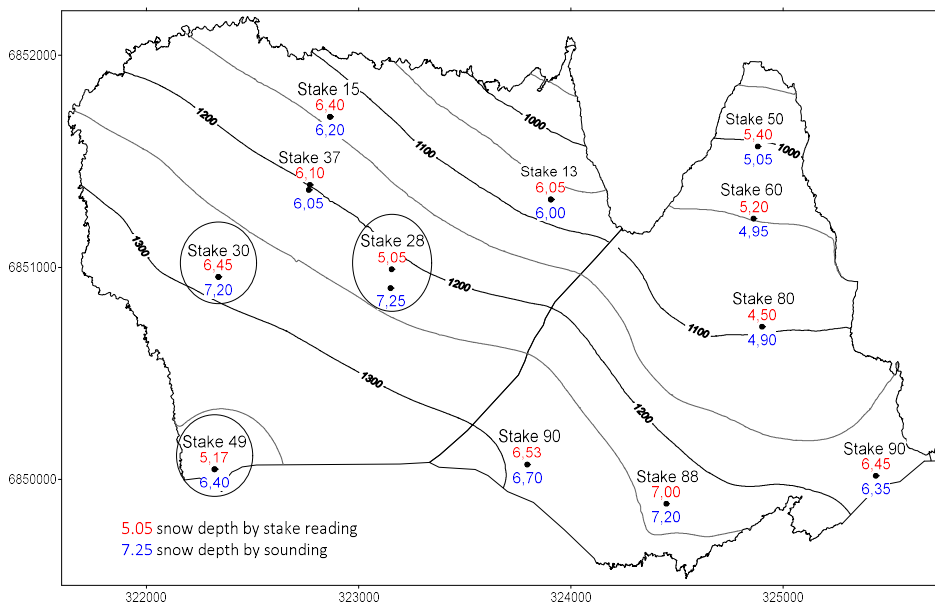 6852000
6851000
6850000
322000
323000
324000
325000
Stake 15
6,40
6,20
Stake 37
6,10
6,05
Stake 13
6,05
6,00
Stake 50
5,40
5,05
Stake 60
5,20
4,95
Stake 30
6,45
7,20
Stake 28
5,05
7,25
Stake 80
4,50
4,90
Stake 49
5,17
6,40
Stake 90
6,53
6,70
Stake 88
7,00
7,20
Stake 90
6,45
6,35
1200
1100
1000
1000
1300
1200
1100
1300
1200
5.05 snow depth by stake reading
7.25 snow depth by sounding